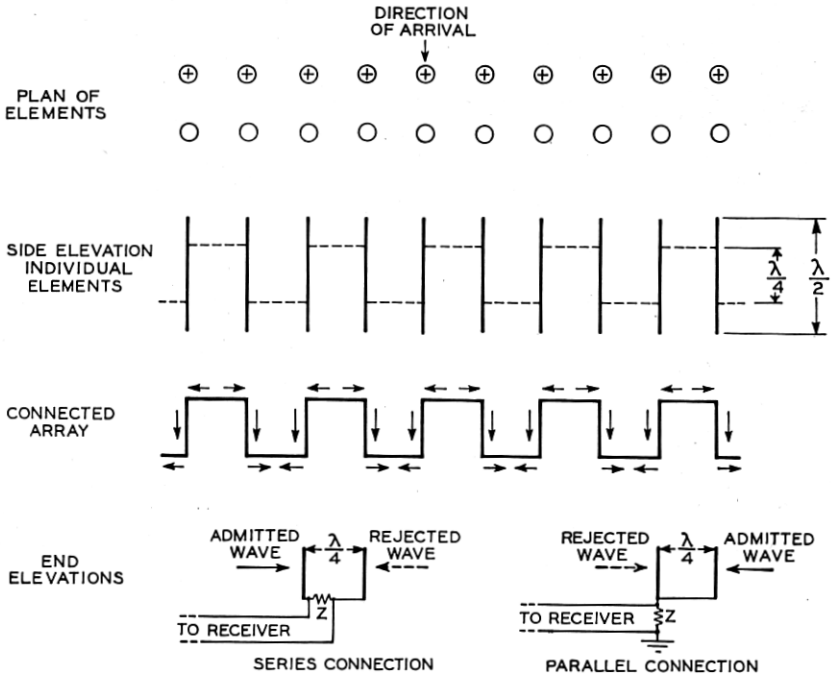 DIRECTION
OF ARRIVAL
PLAN OF
ELEMENTS
SIDE ELEVATION
INDIVIDUAL
ELEMENTS
λ/4
λ/2
CONNECTED
ARRAY
END
ELEVATIONS
ADMITTED
WAVE
λ/4
REJECTED
WAVE
Z
TO RECEIVER
SERIES CONNECTION
REJECTED
WAVE
λ/4
ADMITTED
WAVE
TO RECEIVER
Z
PARALLEL CONNECTION